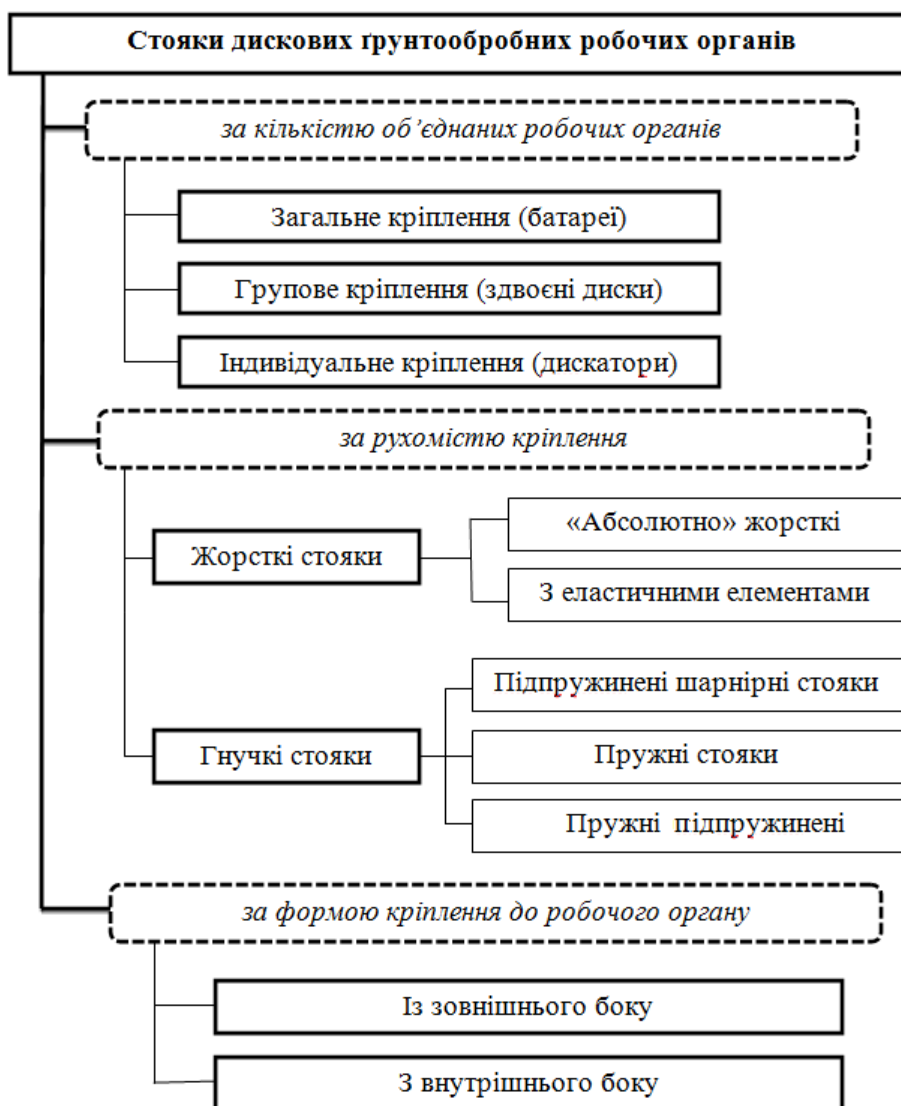 Стояки дискових ґрунтообробних робочих органів
за кількістю об’єднаних робочих органів
Загальне кріплення (батареї)
Групове кріплення (здвоєні диски)
Індивідуальне кріплення (дискатори)
за рухомістю кріплення
Жорсткі стояки
«Абсолютно» жорсткі
З еластичними елементами
Гнучкі стояки
Підпружинені шарнірні стояки
Пружні стояки
Пружні підпружинені
за формою кріплення до робочого органу
Із зовнішнього боку
З внутрішнього боку